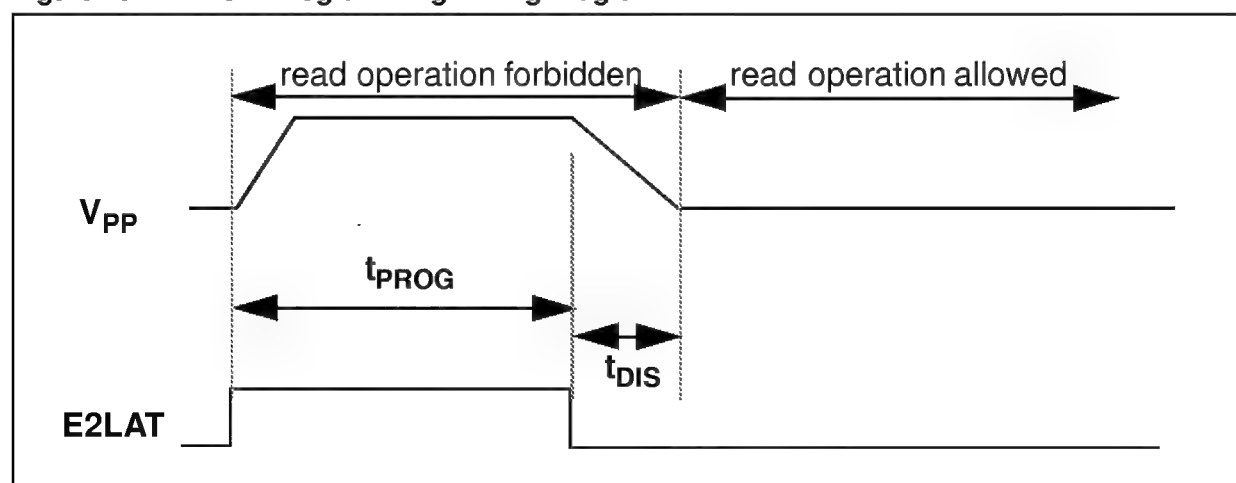 read operation forbidden
read operation allowed
VPP
tPROG
tDIS
E2LAT